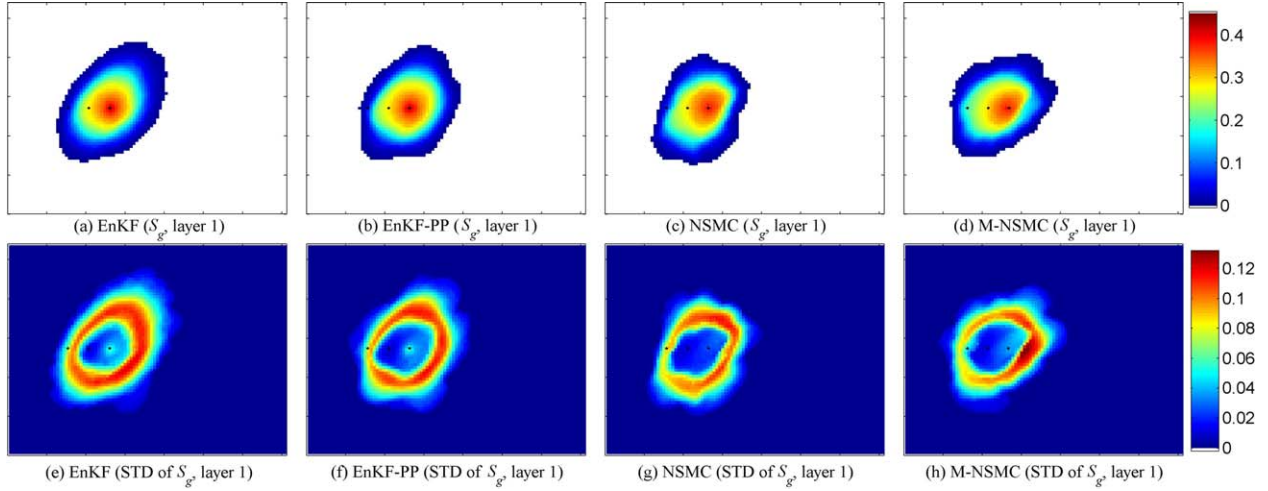 0.4
0.3
0.2
0.1
0
(a) EnKF (Sg, layer 1)
(b) EnKF-PP (Sg, layer 1)
(c) NSMC (Sg, layer 1)
(d) M-NSMC (Sg, layer 1)
0.12
0.1
0.08
0.06
0.04
0.02
0
(e) EnKF (STD of Sg, layer 1)
(f) EnKF-PP (STD of Sg, layer 1)
(g) NSMC (STD of Sg, layer 1)
(h) M-NSMC (STD of Sg, layer 1)